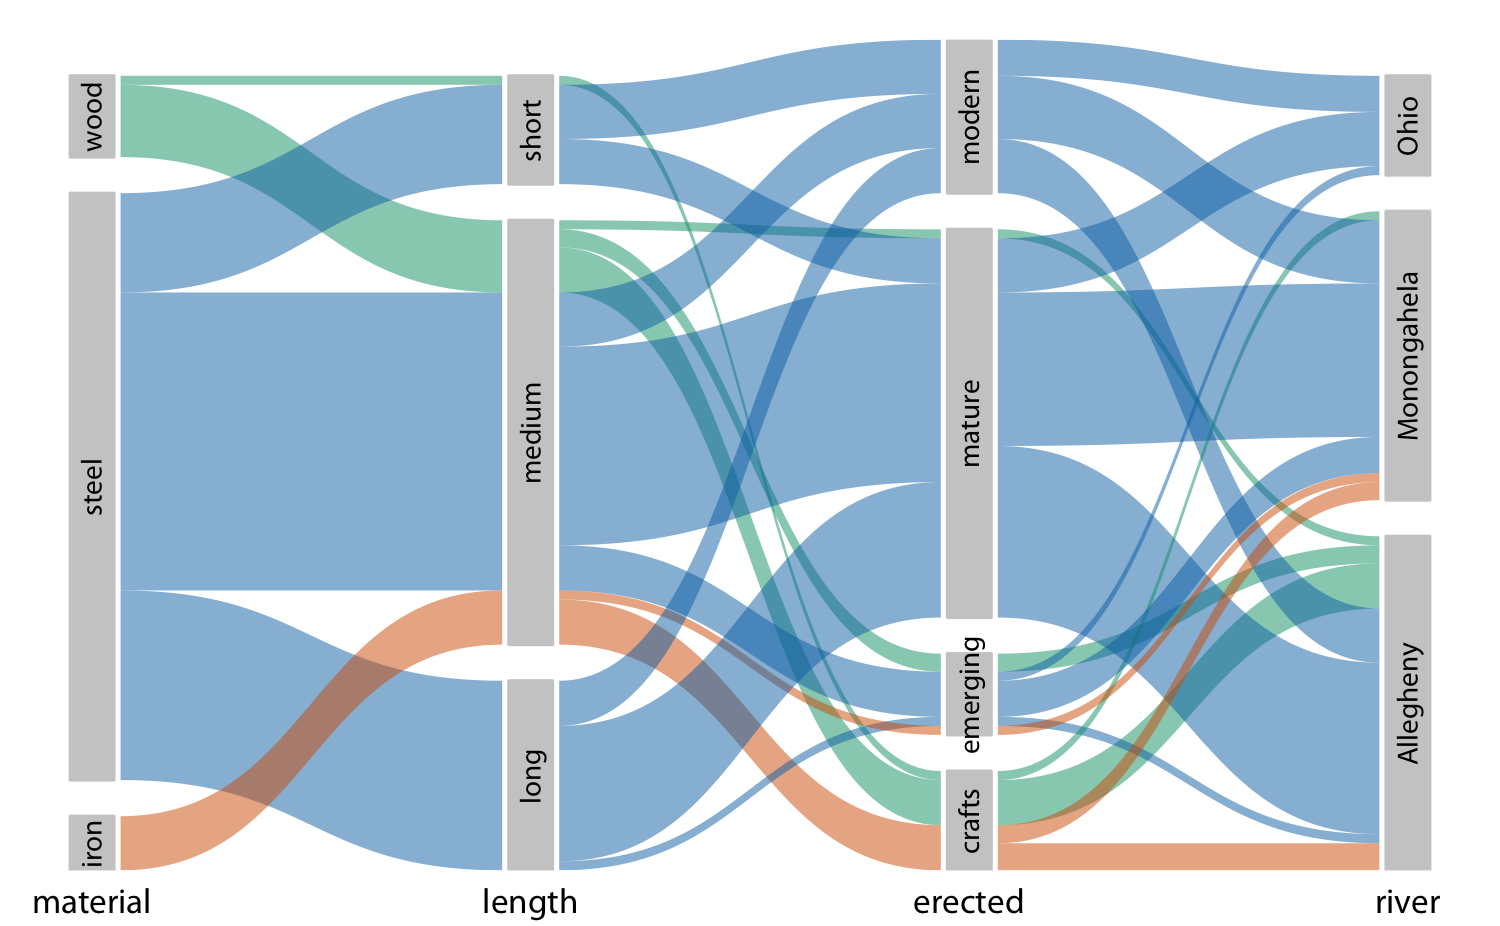 wood
steel
iron
short
medium
long
modern
mature
emerging
crafts
Ohio
Monongahela
Allegheny
material
length
erected
river